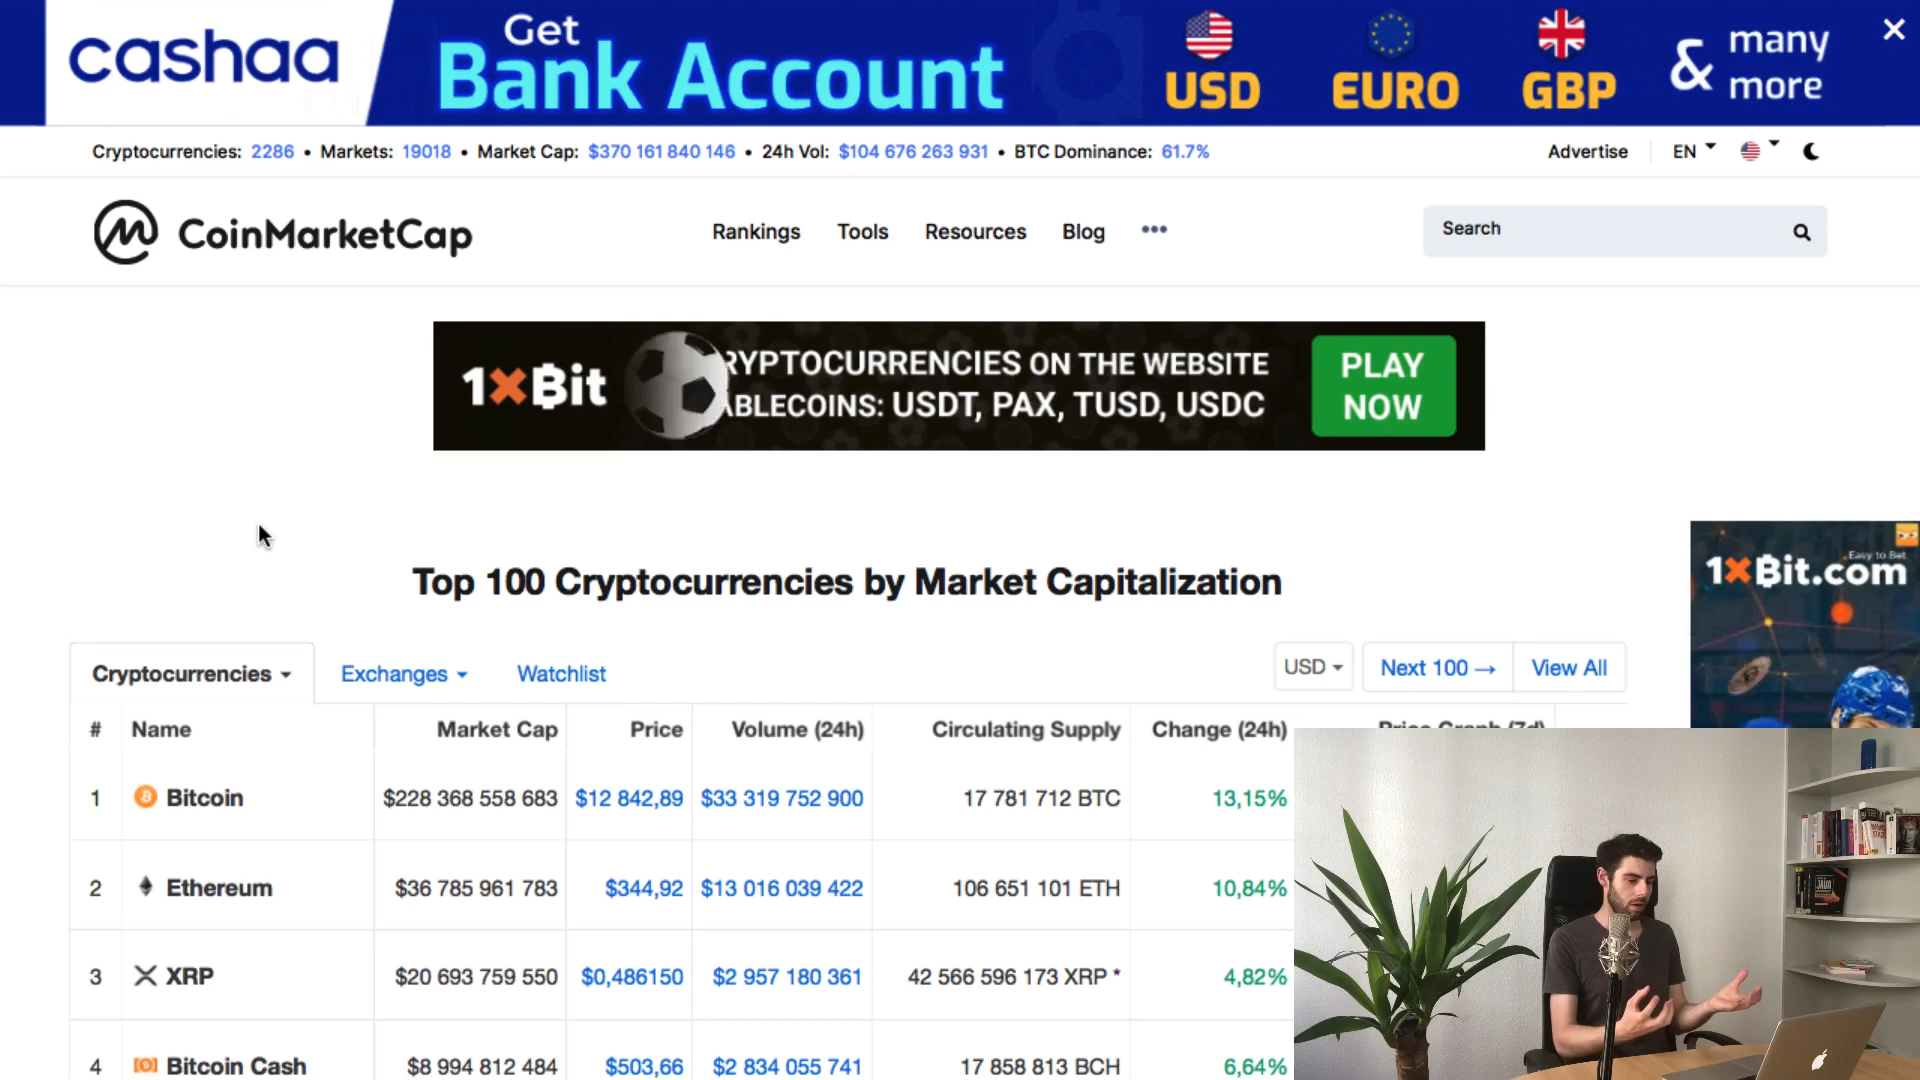 cashaa
Get
Bank Account
USD
EURO
GBP
& many more
Cryptocurrencies: 2286 • Markets: 19018 • Market Cap: $370 161 840 146 • 24h Vol: $104 676 263 931 • BTC Dominance: 61.7%
Advertise
EN
CoinMarketCap
Rankings
Tools
Resources
Blog
Search
1xBit
RYPTOCURRENCIES ON THE WEBSITE
ABLECOINS: USDT, PAX, TUSD, USDC
PLAY
NOW
Easy to Bet
1xBit.com
Top 100 Cryptocurrencies by Market Capitalization
Cryptocurrencies
Exchanges
Watchlist
USD
Next 100 →
View All
# Name Market Cap Price Volume (24h) Circulating Supply Change (24h) Price Graph (7d)
1 Bitcoin $228 368 558 683 $12 842,89 $33 319 752 900 17 781 712 BTC 13,15%
2 Ethereum $36 785 961 783 $344,92 $13 016 039 422 106 651 101 ETH 10,84%
3 XRP $20 693 759 550 $0,486150 $2 957 180 361 42 566 596 173 XRP * 4,82%
4 Bitcoin Cash $8 994 812 484 $503,66 $2 834 055 741 17 858 813 BCH 6,64%